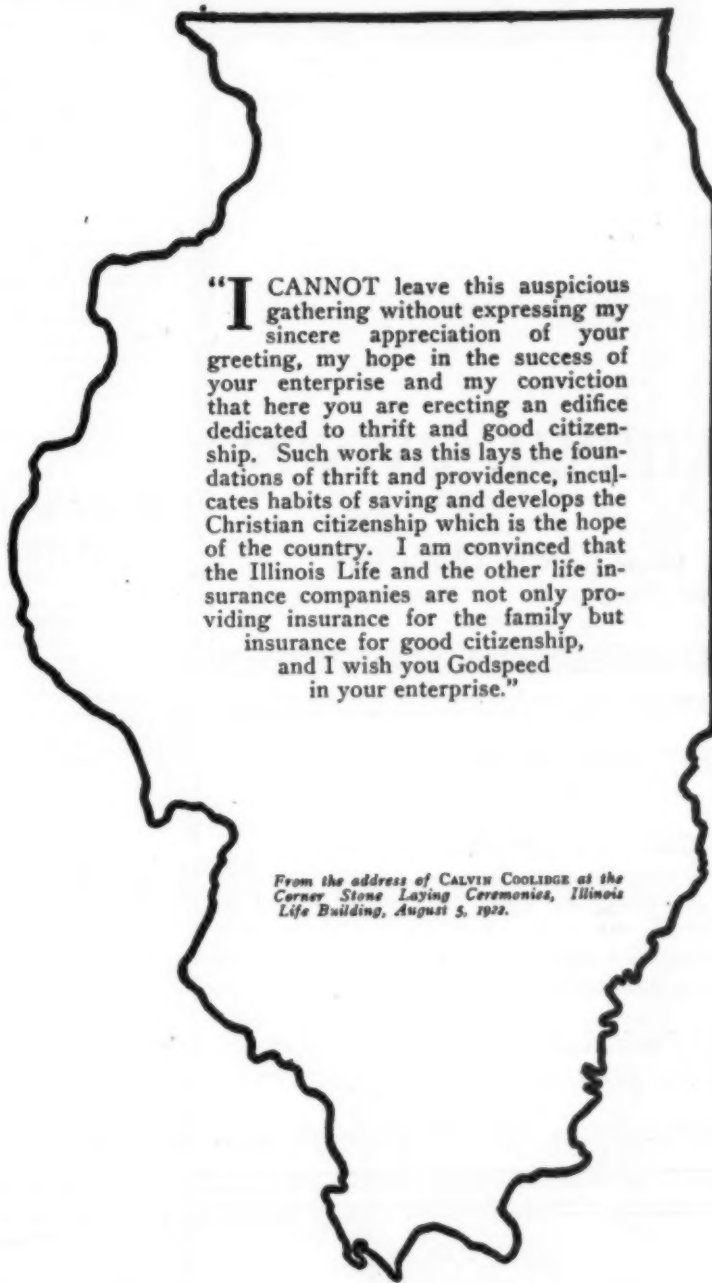 "I CANNOT leave this auspicious
gathering without expressing my
sincere appreciation of your
greeting, my hope in the success of
your enterprise and my conviction
that here you are erecting an edifice
dedicated to thrift and good citizen-
ship. Such work as this lays the foun-
dations of thrift and providence, incul-
cates habits of saving and develops the
Christian citizenship which is the hope
of the country. I am convinced that
the Illinois Life and the other life in-
surance companies are not only pro-
viding insurance for the family but
insurance for good citizenship,
and I wish you Godspeed
in your enterprise."
From the address of CALVIN COOLIDGE at the
Corner Stone Laying Ceremonies, Illinois
Life Building, August 5, 1922.